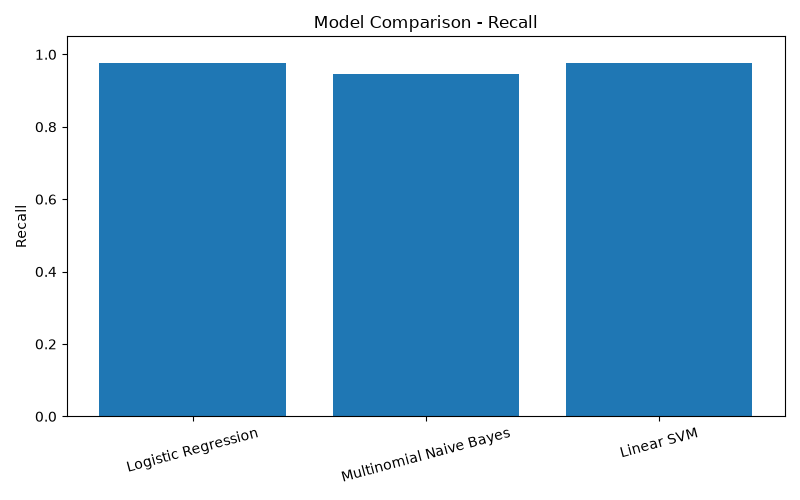 Model Comparison - Recall
Recall
1.0
0.8
0.6
0.4
0.2
0.0
Logistic Regression
Multinomial Naive Bayes
Linear SVM